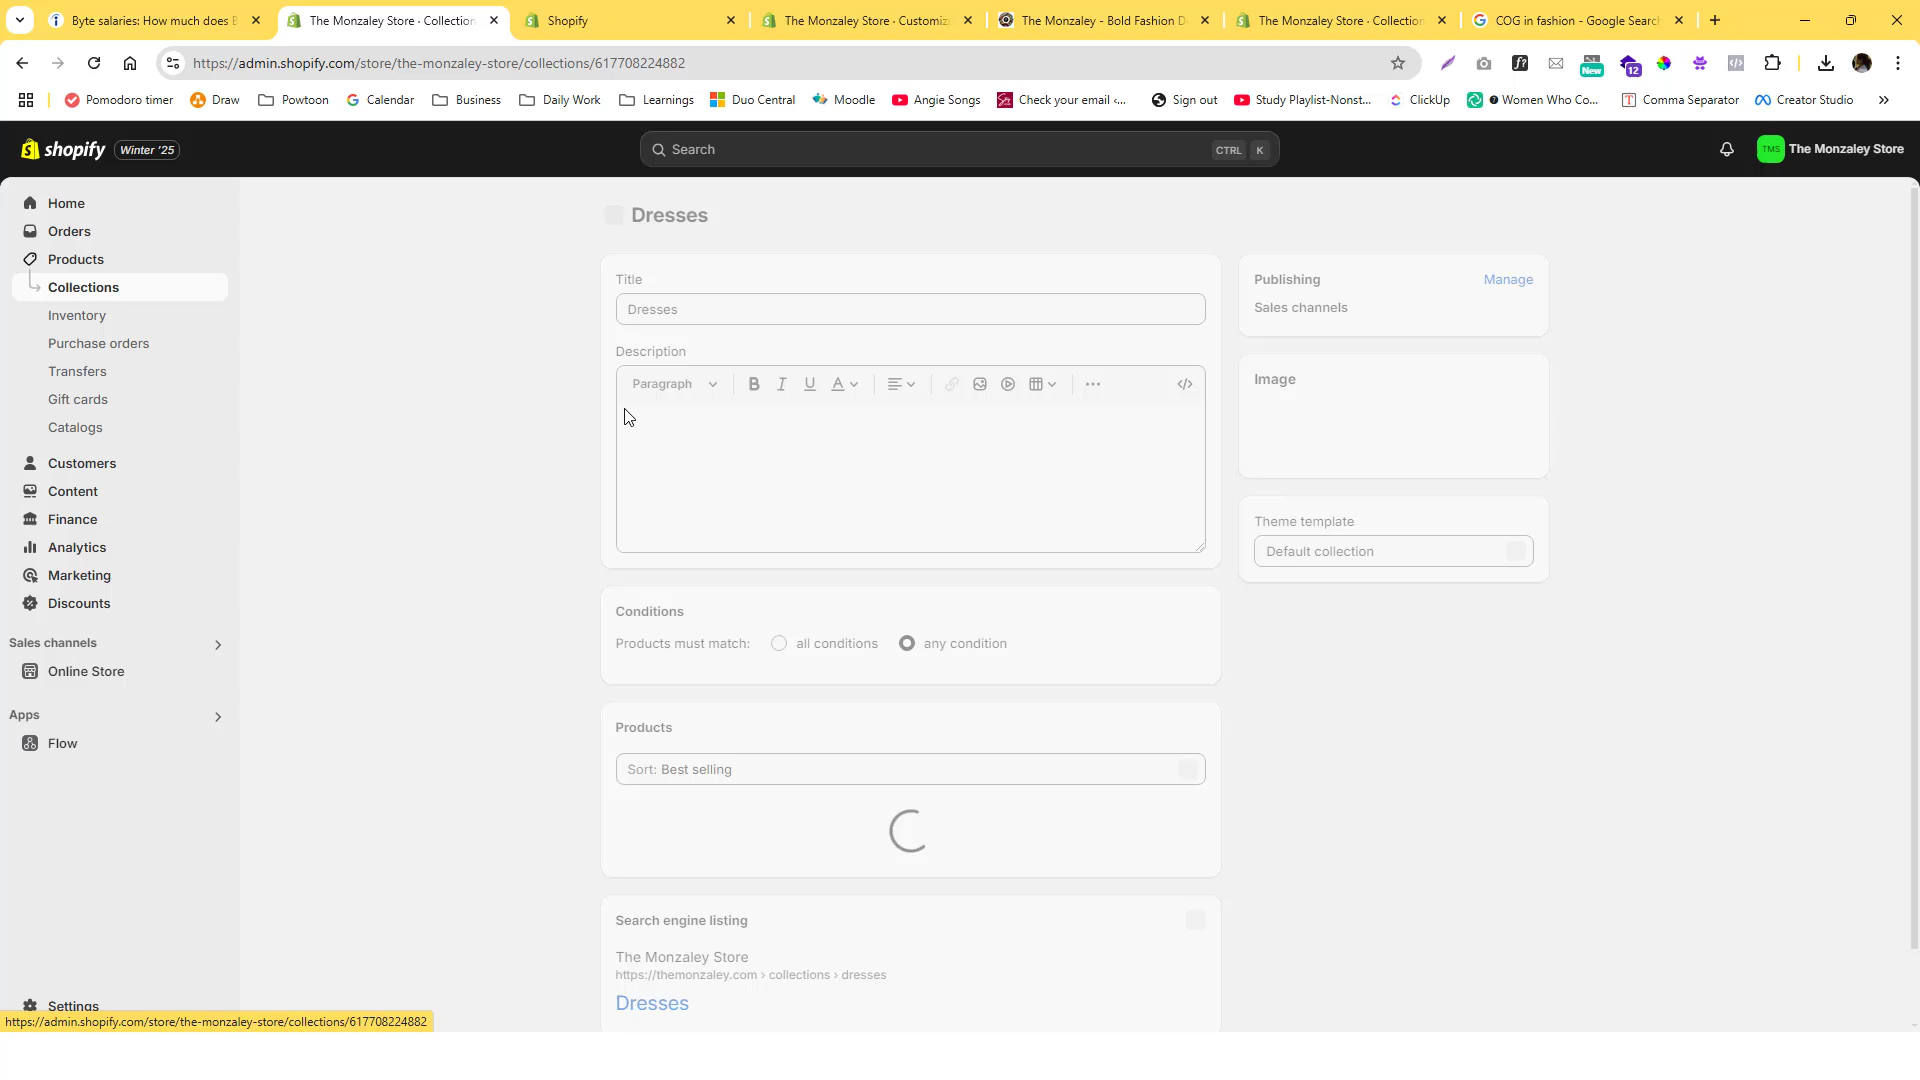 Byte salaries: How much does B
The Monzaley Store · Collection
Shopify
The Monzaley Store · Customiz
The Monzaley - Bold Fashion D
The Monzaley Store · Collection
COG in fashion - Google Search
https://admin.shopify.com/store/the-monzaley-store/collections/617708224882
New
12
Pomodoro timer
Draw
Powtoon
Calendar
Business
Daily Work
Learnings
Duo Central
Moodle
Angie Songs
Check your email <...
Sign out
Study Playlist-Nonst...
ClickUp
Women Who Co...
Comma Separator
Creator Studio
»
shopify
Winter '25
Search
CTRL K
TMS
The Monzaley Store
Home
Orders
Products
Collections
Inventory
Purchase orders
Transfers
Gift cards
Catalogs
Customers
Content
Finance
Analytics
Marketing
Discounts
Sales channels
Online Store
Apps
Flow
Settings
https://admin.shopify.com/store/the-monzaley-store/collections/617708224882
Dresses
Title
Dresses
Description
Paragraph
B I U A
Conditions
Products must match: all conditions any condition
Products
Sort: Best selling
Search engine listing
The Monzaley Store
https://themonzaley.com › collections › dresses
Dresses
Publishing
Manage
Sales channels
Image
Theme template
Default collection